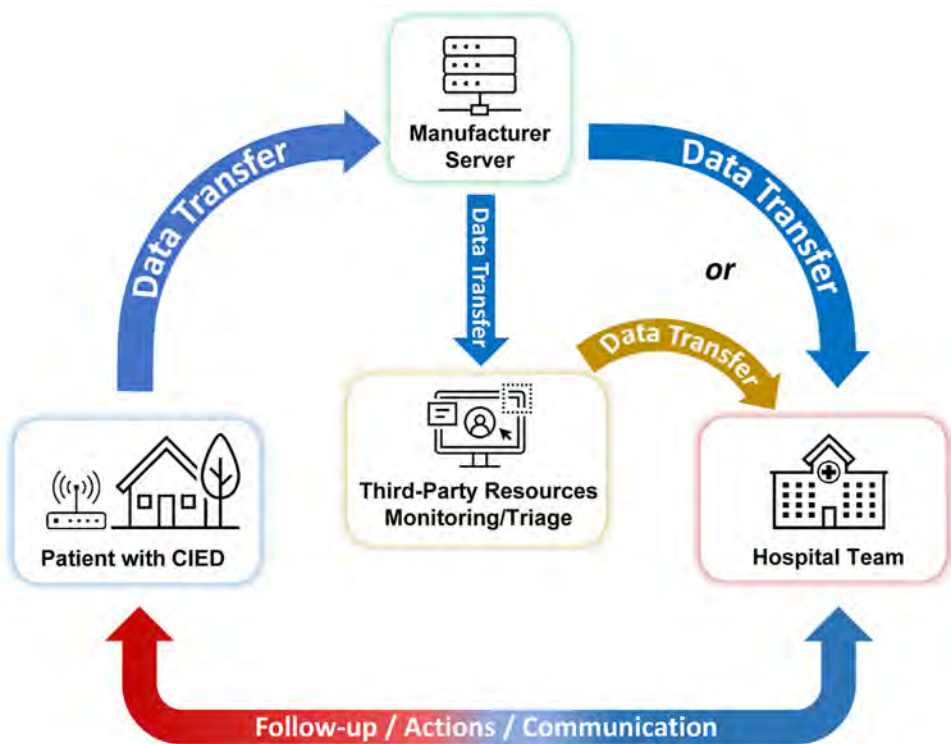 Manufacturer
Server
Data Transfer
Data Transfer
Data Transfer
or
Data Transfer
Third-Party Resources
Monitoring/Triage
Patient with CIED
Hospital Team
Follow-up / Actions / Communication